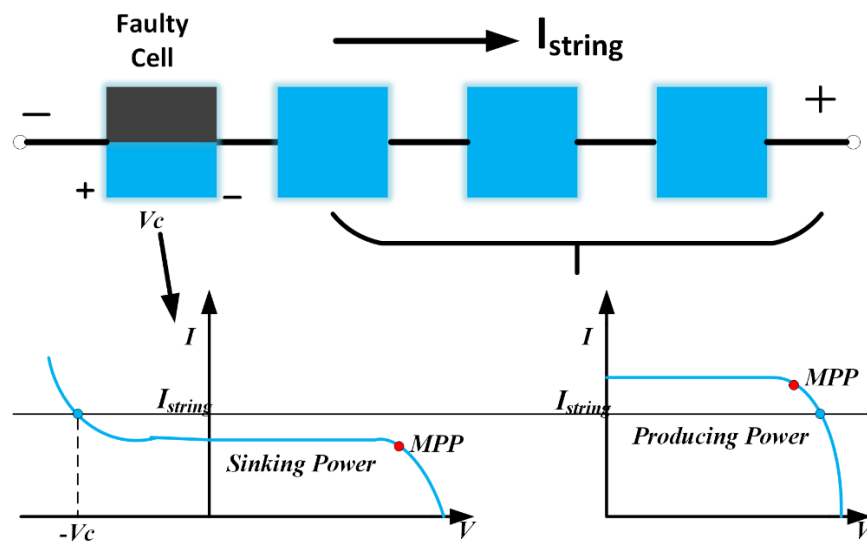 Faulty
Cell
I_string
−
+
+
−
Vc
I
I
MPP
MPP
I_string
I_string
Sinking Power
Producing Power
-Vc
V
V